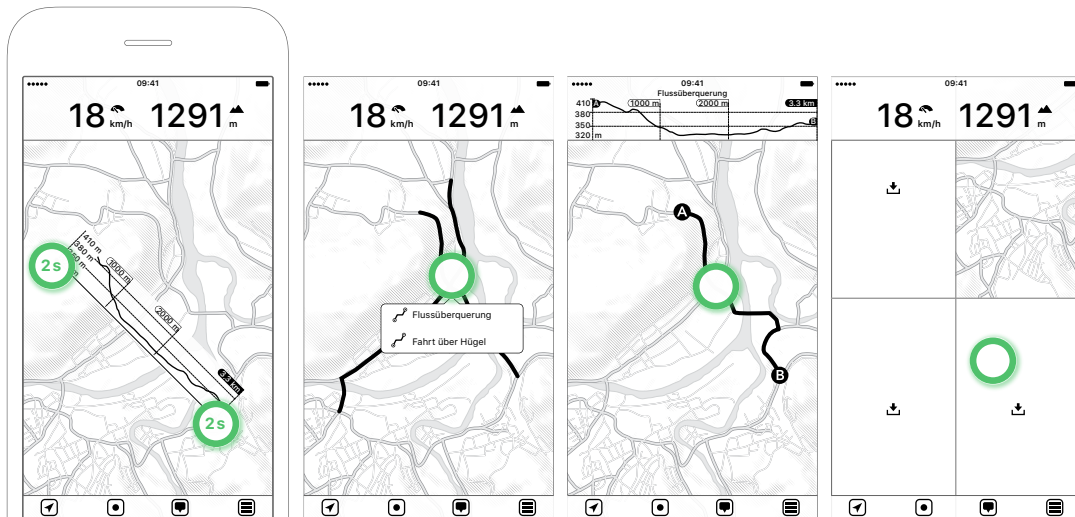 09:41
18 km/h 1291 m
410 m
380 m
1000 m
2000 m
3.3 km
2s
2s
09:41
18 km/h 1291 m
Flussüberquerung
Fahrt über Hügel
09:41
Flussüberquerung
410 A 1000 m 2000 m 3.3 km
380
350 B
320 m
A
B
09:41
18 km/h 1291 m